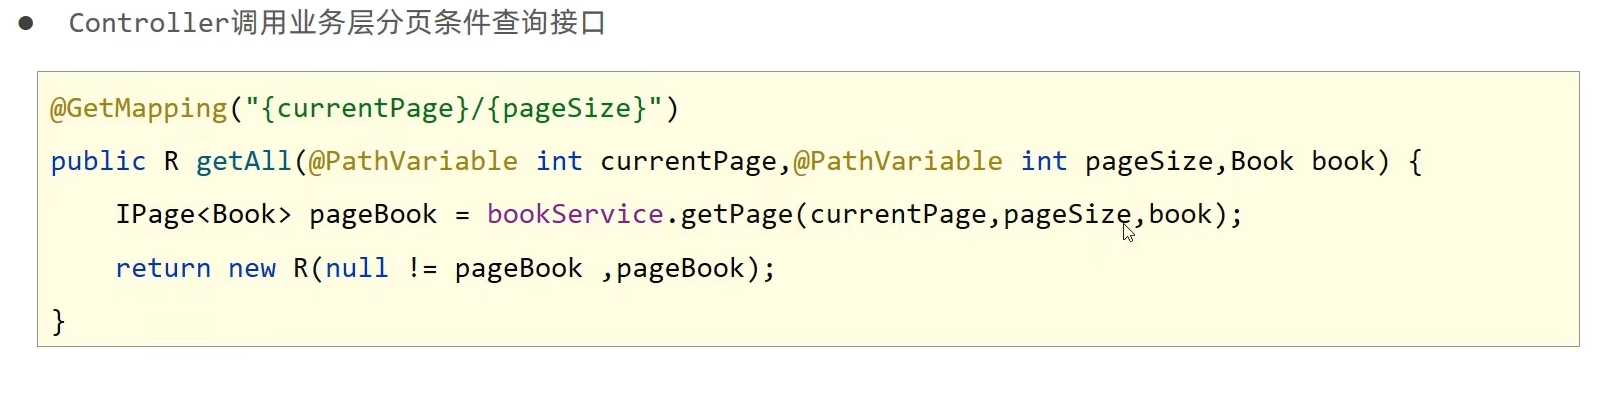 ● Controller调用业务层分页条件查询接口
@GetMapping("{currentPage}/{pageSize}")
public R getAll(@PathVariable int currentPage,@PathVariable int pageSize,Book book) {
    IPage<Book> pageBook = bookService.getPage(currentPage,pageSize,book);
    return new R(null != pageBook ,pageBook);
}